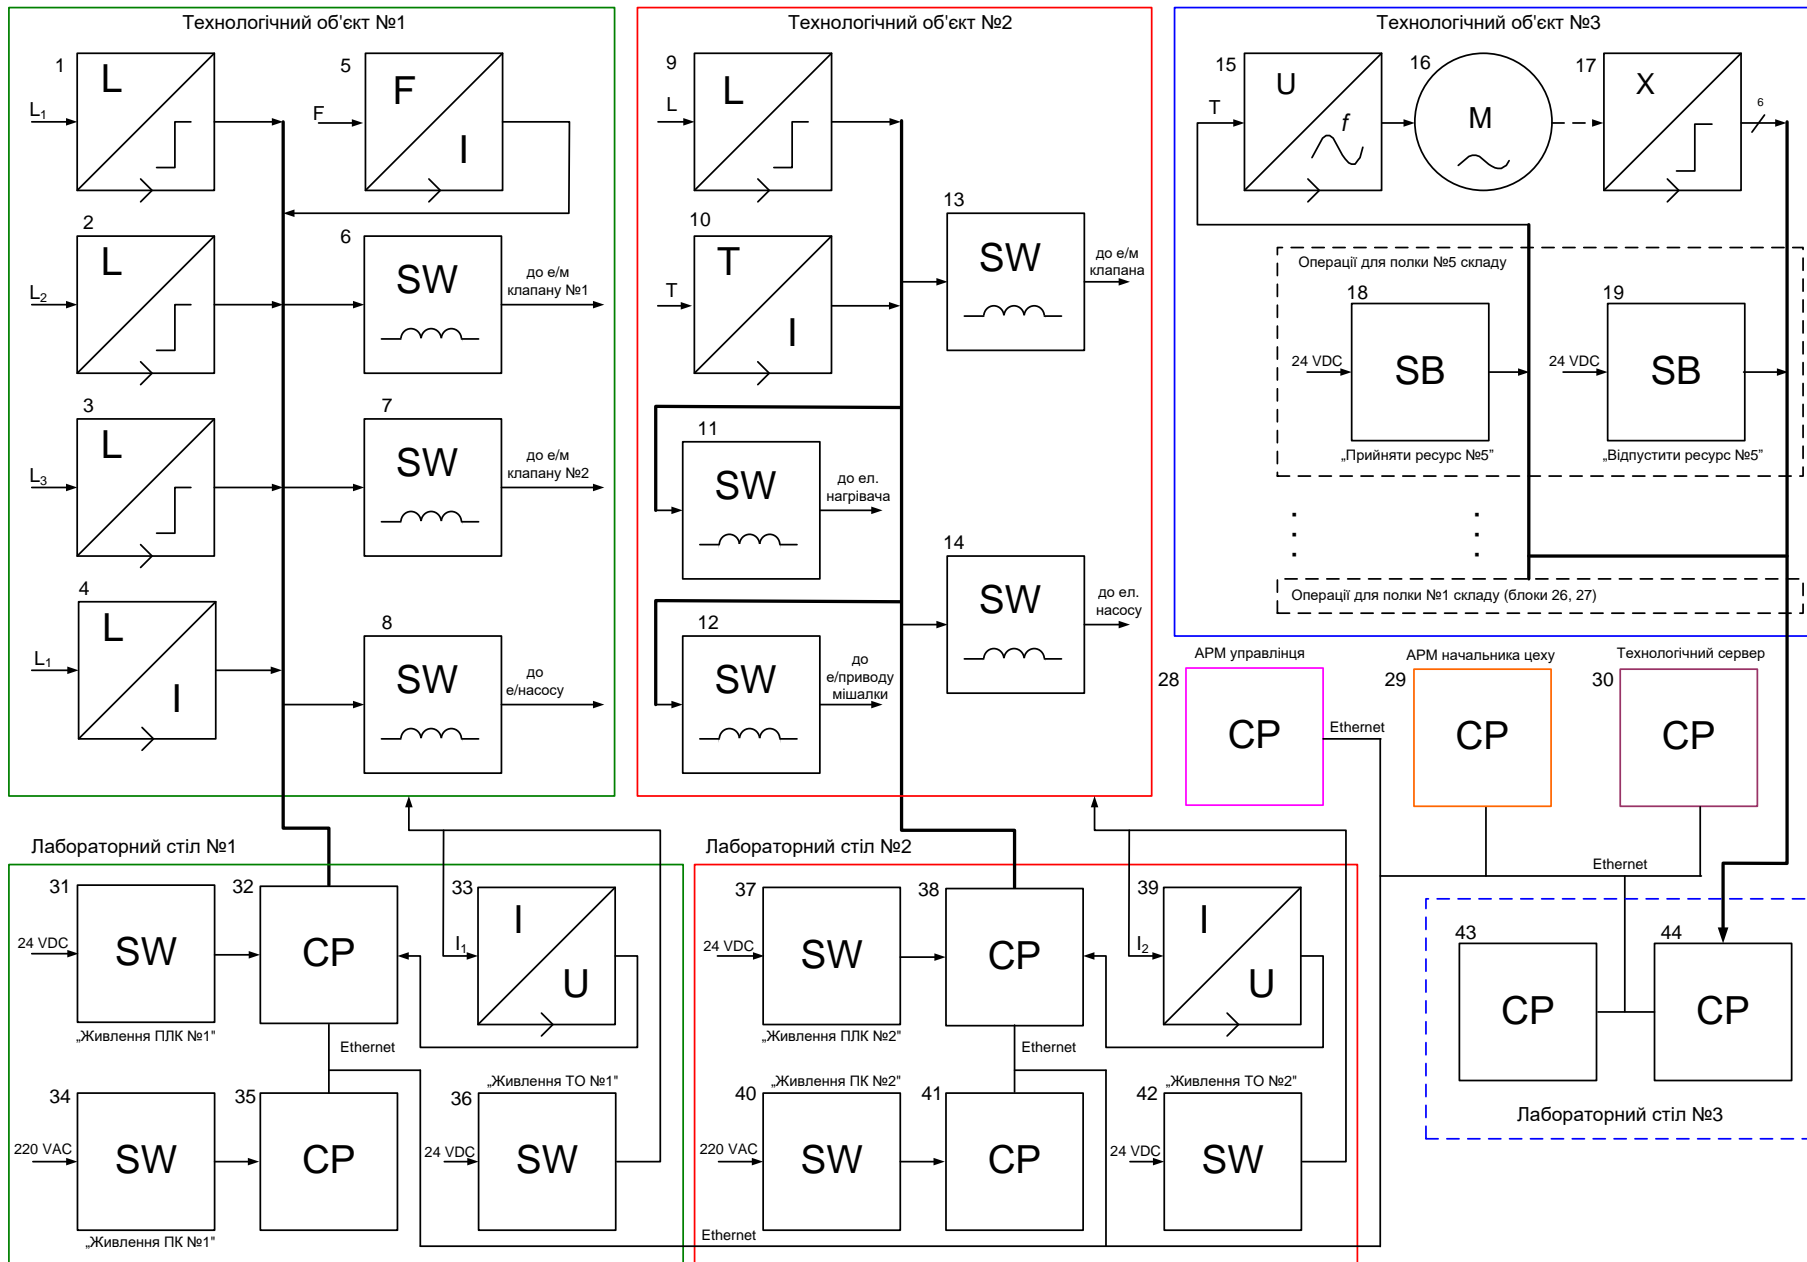 Технологічний об'єкт №1
1
L
L₁
5
F
F
I
2
L
L₂
6
SW
до е/м
клапану №1
3
L
L₃
7
SW
до е/м
клапану №2
4
L
L₁
I
8
SW
до
е/насосу
Технологічний об'єкт №2
9
L
L
10
T
T
I
13
SW
до е/м
клапана
11
SW
до ел.
нагрівача
12
SW
до
е/приводу
мішалки
14
SW
до ел.
насосу
Технологічний об'єкт №3
15
T
U
f
16
M
17
X
6
Операції для полки №5 складу
18
24 VDC
SB
„Прийняти ресурс №5”
19
24 VDC
SB
„Відпустити ресурс №5”
Операції для полки №1 складу (блоки 26, 27)
АРМ управлінця
28
CP
Ethernet
АРМ начальника цеху
29
CP
Технологічний сервер
30
CP
Ethernet
Лабораторний стіл №1
31
24 VDC
SW
„Живлення ПЛК №1"
32
CP
Ethernet
33
I₁
I
U
34
220 VAC
SW
„Живлення ПК №1"
35
CP
„Живлення ТО №1"
36
24 VDC
SW
Лабораторний стіл №2
37
24 VDC
SW
„Живлення ПЛК №2"
38
CP
Ethernet
39
I₂
I
U
„Живлення ПК №2"
40
220 VAC
SW
41
CP
„Живлення ТО №2"
42
24 VDC
SW
Ethernet
43
CP
44
CP
Лабораторний стіл №3